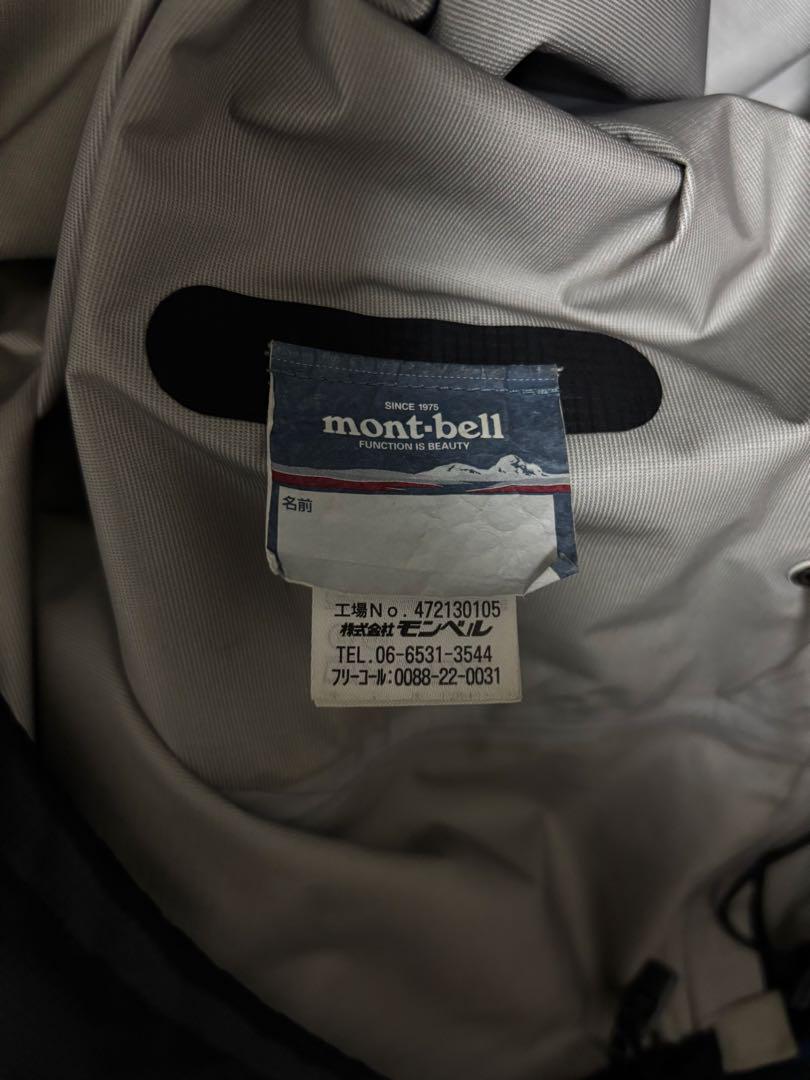 SINCE 1975
mont-bell
FUNCTION IS BEAUTY
名前
工場No. 472130105
株式会社 モンベル
TEL.06-6531-3544
フリーコール:0088-22-0031